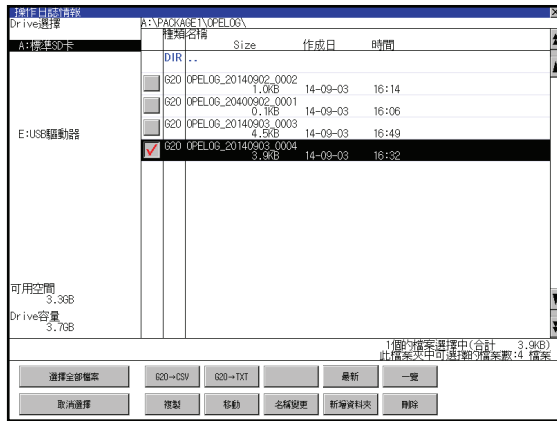 操作日誌情報
Drive選擇
A:\PACKAGE1\OPELOG\
A:標準SD卡
種類 名稱
Size 作成日 時間
DIR ..
G2O OPELOG_20140902_0002
1.0KB 14-09-03 16:14
G2O OPELOG_20400902_0001
0.1KB 14-09-03 16:06
G2O OPELOG_20140903_0003
4.5KB 14-09-03 16:49
G2O OPELOG_20140903_0004
3.9KB 14-09-03 16:32
E:USB驅動器
可用空間
3.3GB
Drive容量
3.7GB
1個的檔案選擇中(合計 3.9KB)
此檔案夾中可選擇的檔案數:4 檔案
選擇全部檔案 G2O→CSV G2O→TXT 最新 一覽
取消選擇 複製 移動 名稱變更 新增資料夾 刪除